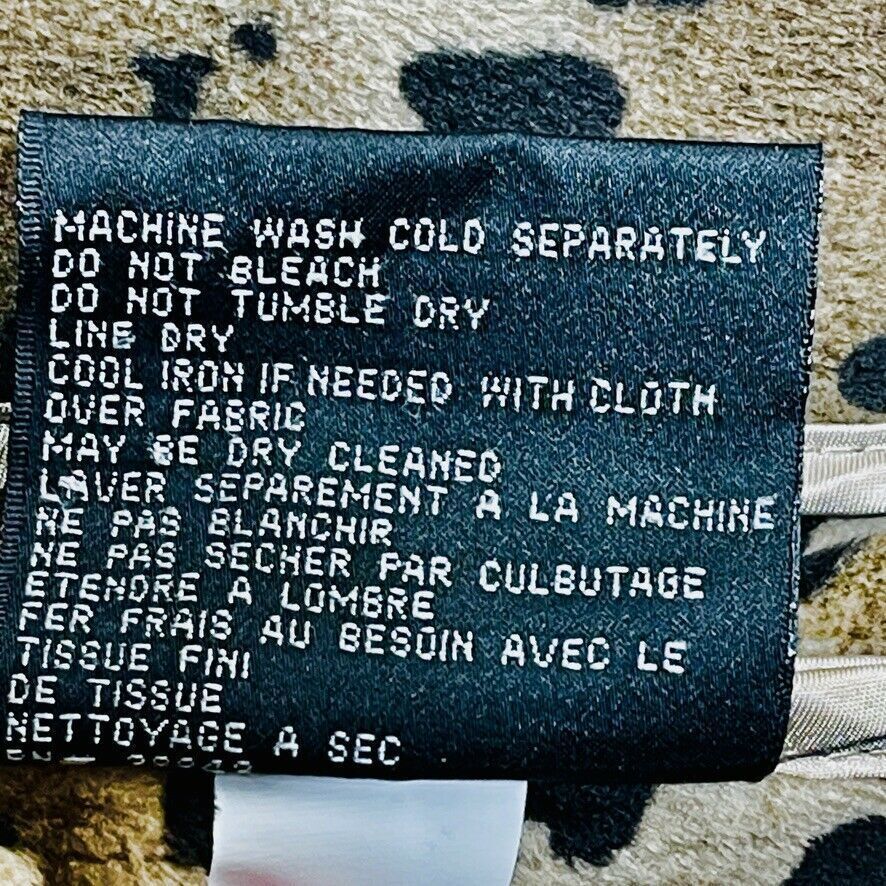 MACHINE WASH COLD SEPARATELY
DO NOT BLEACH
DO NOT TUMBLE DRY
LINE DRY
COOL IRON IF NEEDED WITH CLOTH
OVER FABRIC
MAY BE DRY CLEANED
LAVER SEPAREMENT A LA MACHINE
NE PAS BLANCHIR
NE PAS SECHER PAR CULBUTAGE
ETENDRE A LOMBRE
FER FRAIS AU BESOIN AVEC LE
TISSUE FINI
DE TISSUE
NETTOYAGE A SEC